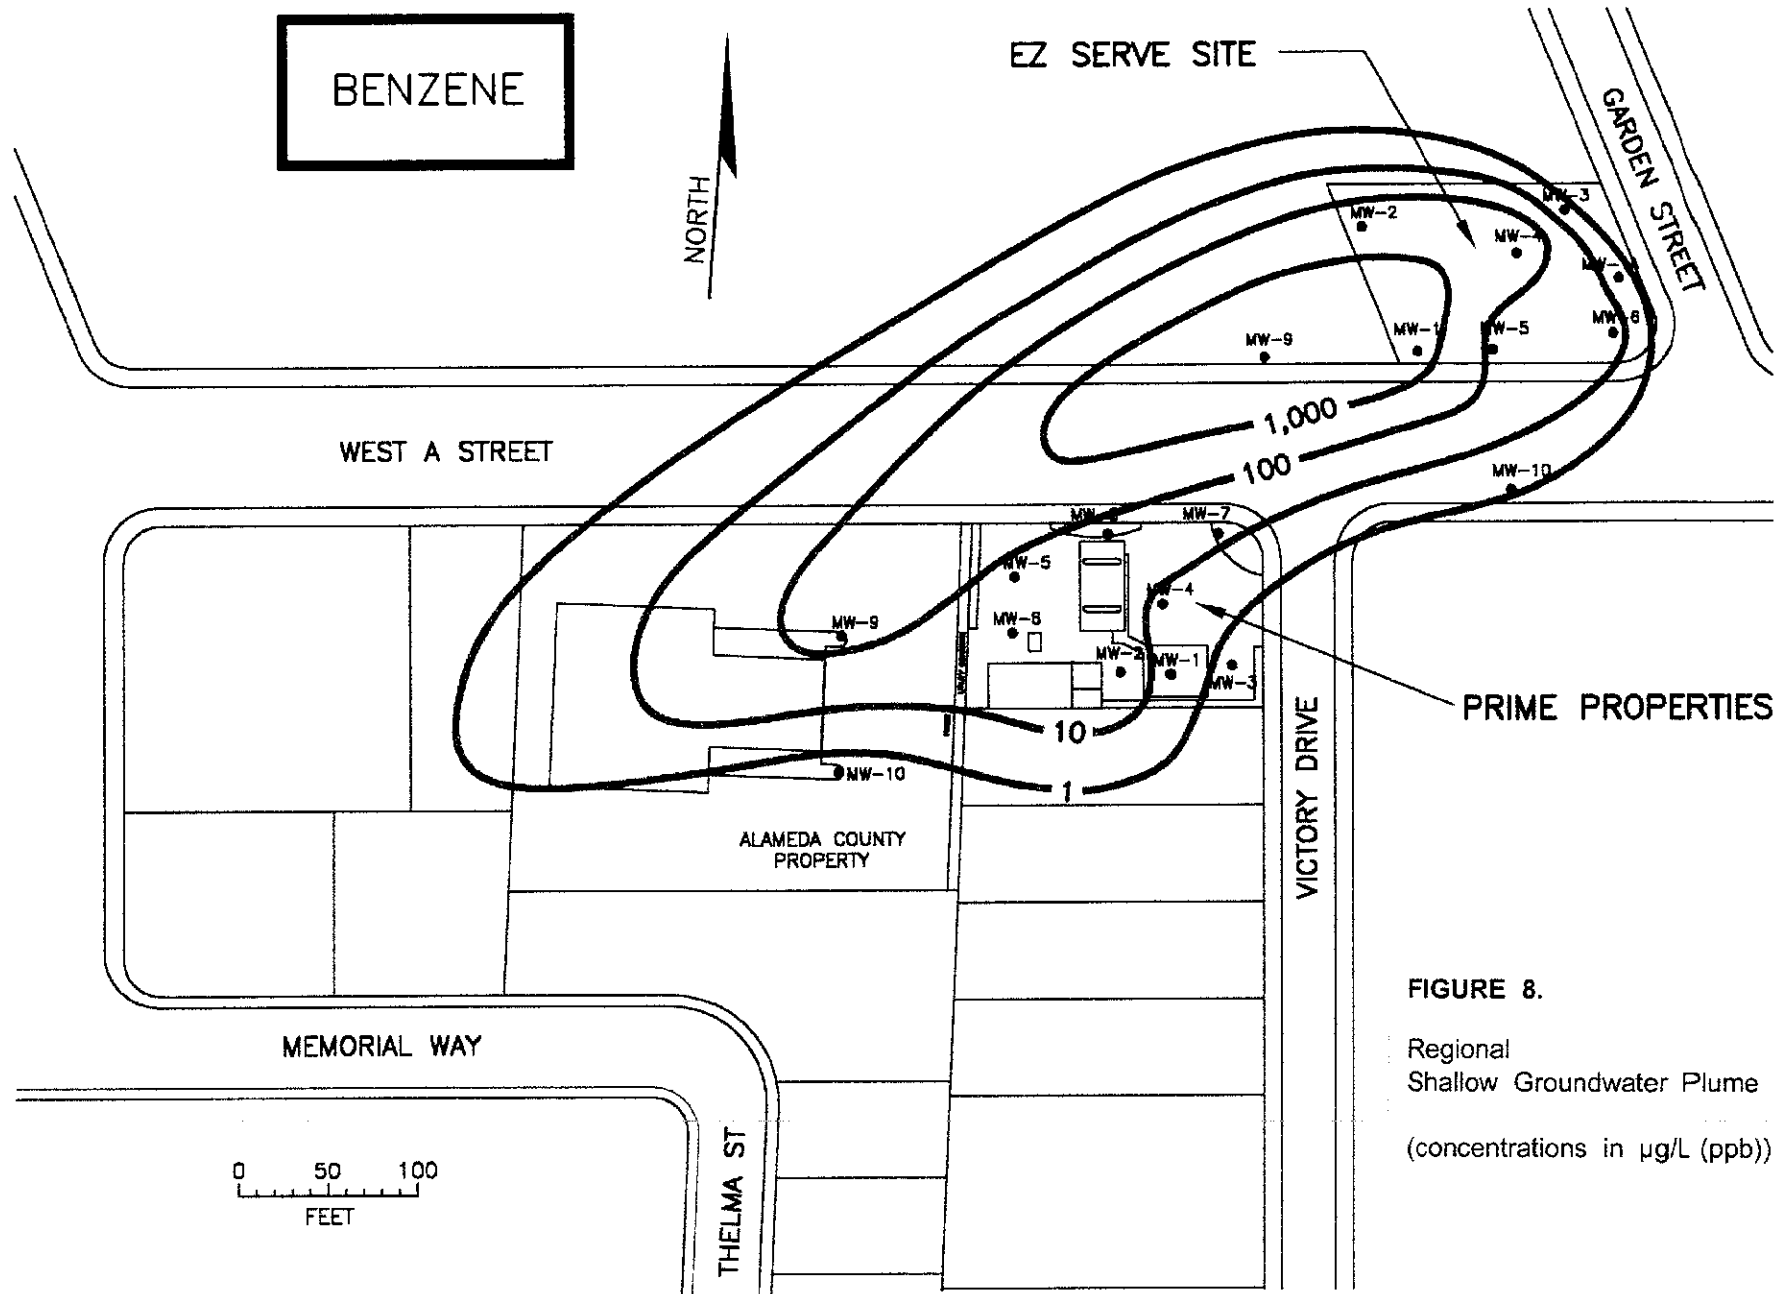 BENZENE
EZ SERVE SITE
GARDEN STREET
NORTH
MW-3
MW-2
MW-4
MW-6
MW-1
MW-5
MW-9
1,000
WEST A STREET
100
MW-10
MW-7
MW-5
MW-4
MW-9
MW-8
MW-2
MW-1
MW-3
PRIME PROPERTIES
10
MW-10
1
VICTORY DRIVE
ALAMEDA COUNTY
PROPERTY
FIGURE 8.
Regional
Shallow Groundwater Plume
(concentrations in µg/L (ppb))
MEMORIAL WAY
THELMA ST
0 50 100
FEET